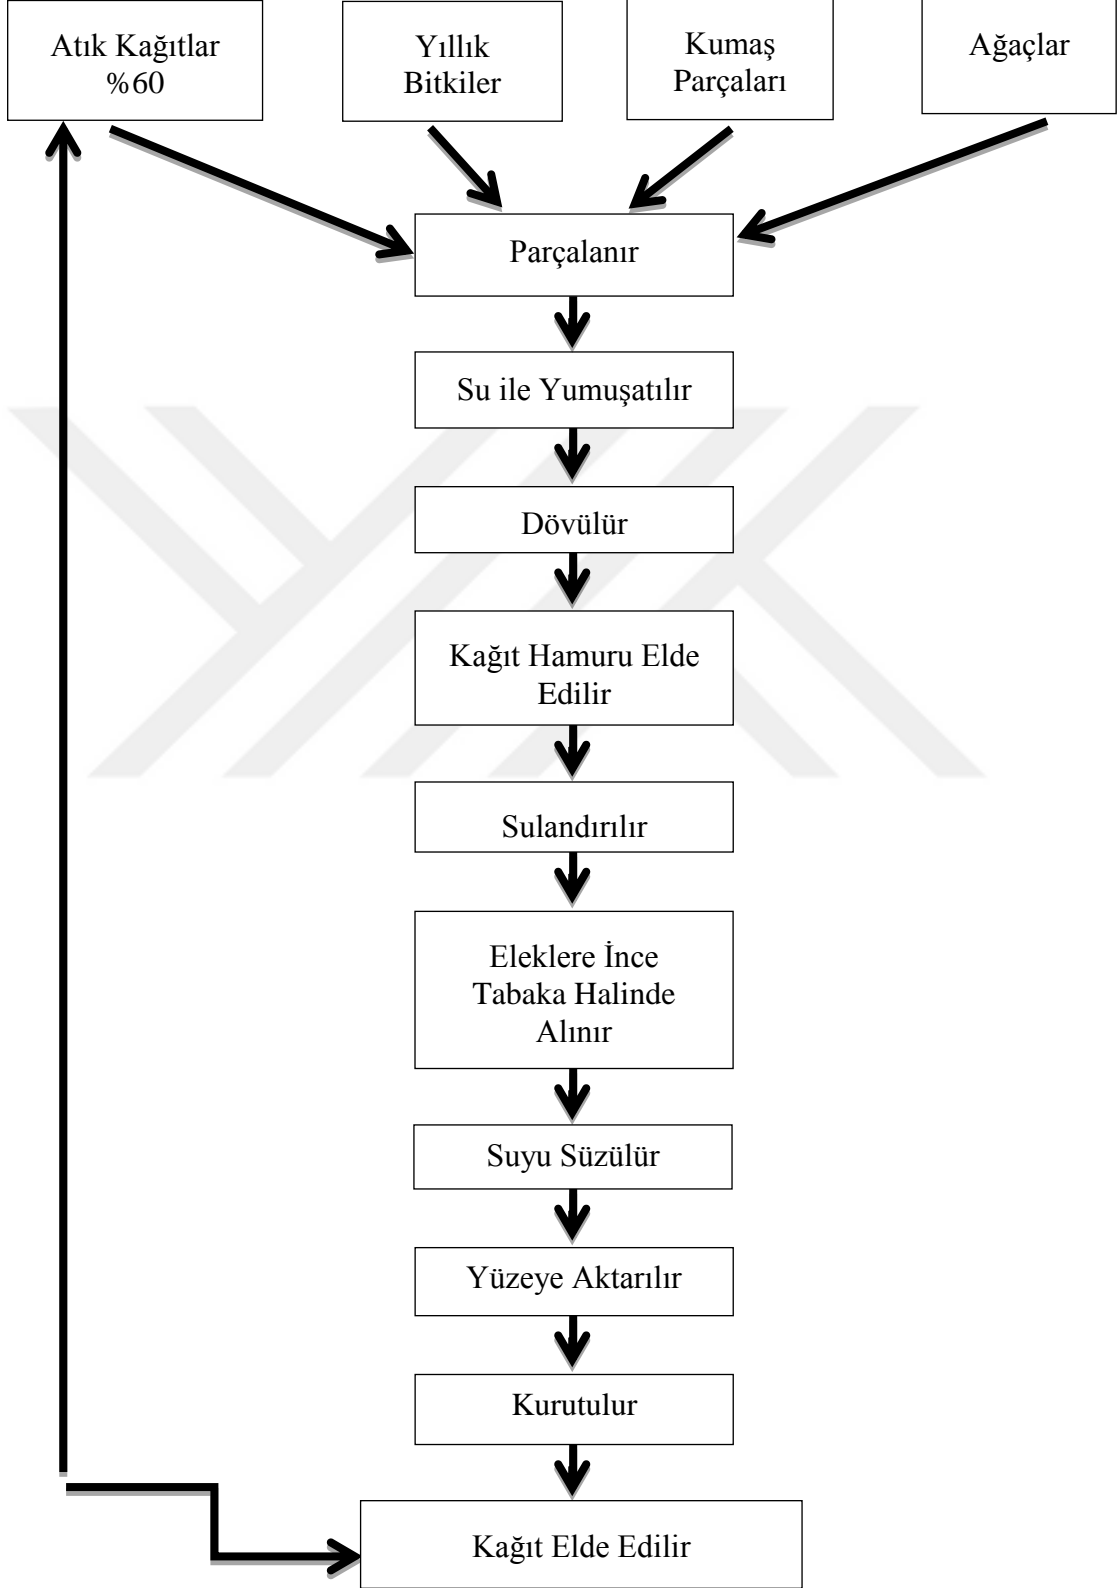 Atık Kağıtlar
%60
Yıllık
Bitkiler
Kumaş
Parçaları
Ağaçlar
Parçalanır
Su ile Yumuşatılır
Dövülür
Kağıt Hamuru Elde
Edilir
Sulandırılır
Eleklere İnce
Tabaka Halinde
Alınır
Suyu Süzülür
Yüzeye Aktarılır
Kurutulur
Kağıt Elde Edilir